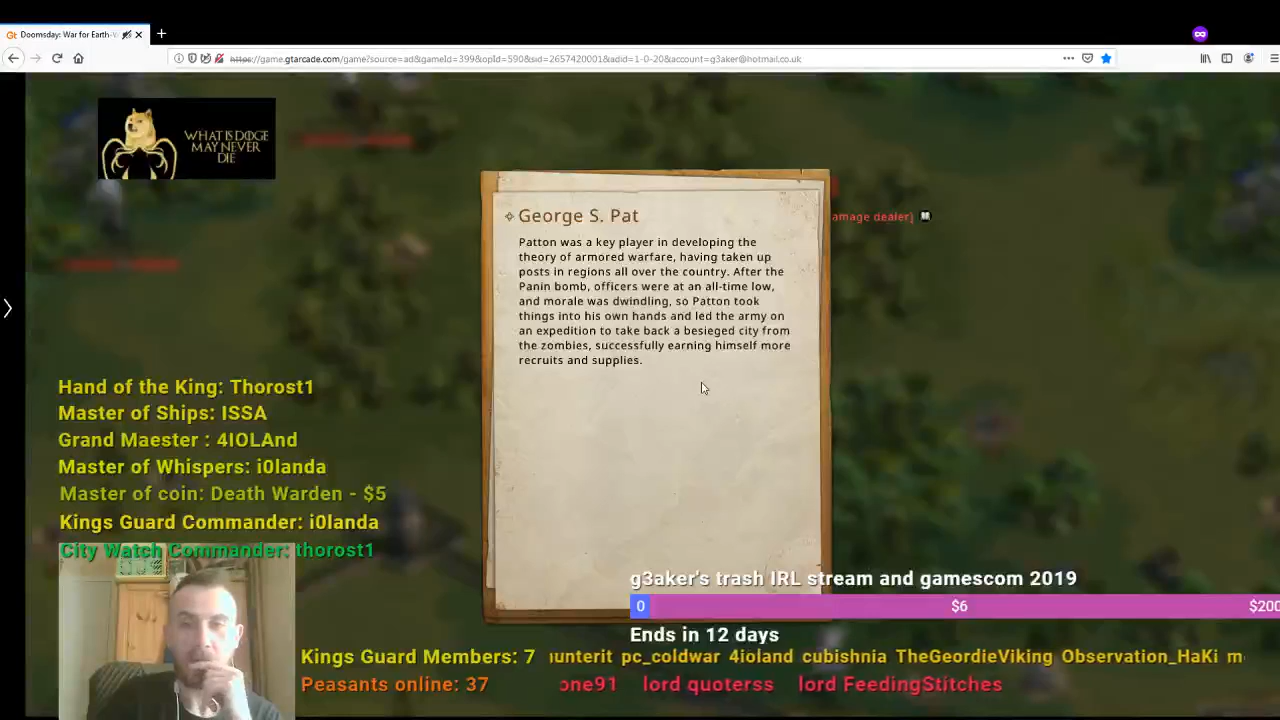 Doomsday: War for Earth-
https://game.gtarcade.com/game?source=ad&gameId=399&opId=590&sid=2657420001&adid=1-0-20&account=g3aker@hotmail.co.uk
WHAT IS DOGE
MAY NEVER
DIE
George S. Pat
amage dealer]
Patton was a key player in developing the
theory of armored warfare, having taken up
posts in regions all over the country. After the
Panin bomb, officers were at an all-time low,
and morale was dwindling, so Patton took
things into his own hands and led the army on
an expedition to take back a besieged city from
the zombies, successfully earning himself more
recruits and supplies.
Hand of the King: Thorost1
Master of Ships: ISSA
Grand Maester : 4IOLAnd
Master of Whispers: i0landa
Master of coin: Death Warden - $5
Kings Guard Commander: i0landa
City Watch Commander: thorost1
g3aker's trash IRL stream and gamescom 2019
0 $6 $200
Ends in 12 days
Kings Guard Members: 7 unterit pc_coldwar 4ioland cubishnia TheGeordieViking Observation_HaKi m
Peasants online: 37 one91 lord quoterss lord FeedingStitches